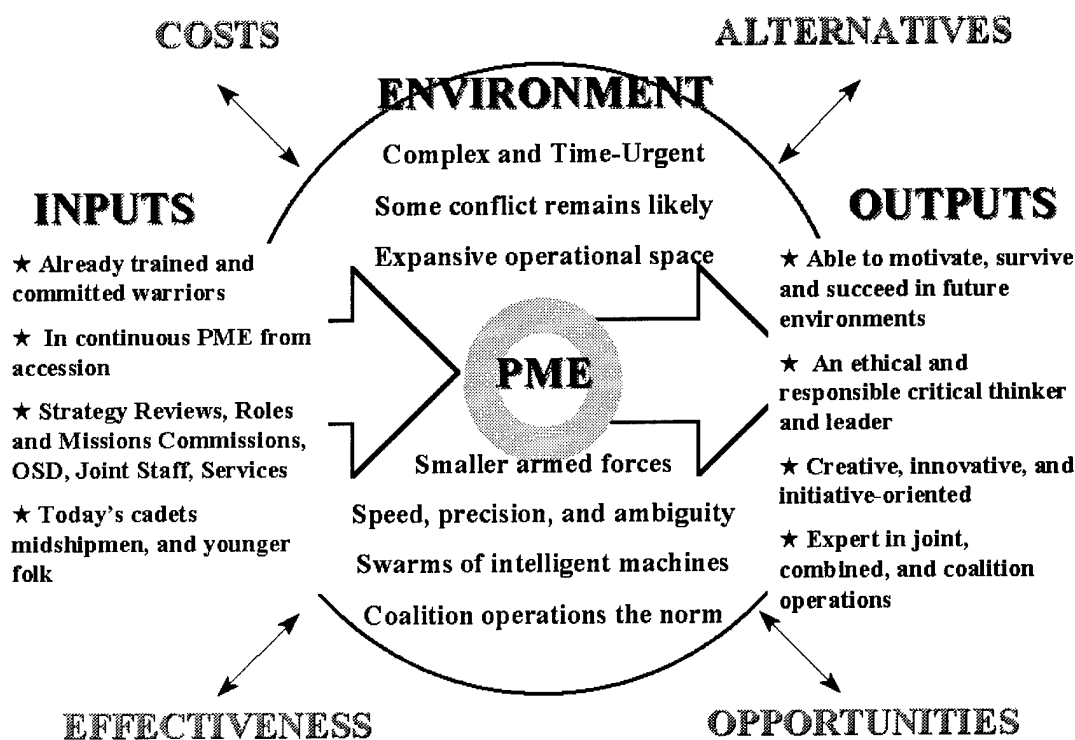 COSTS
ALTERNATIVES
ENVIRONMENT
Complex and Time-Urgent
Some conflict remains likely
Expansive operational space
INPUTS
★ Already trained and
committed warriors
★ In continuous PME from
accession
★ Strategy Reviews, Roles
and Missions Commissions,
OSD, Joint Staff, Services
★ Today's cadets
midshipmen, and younger
folk
PME
Smaller armed forces
Speed, precision, and ambiguity
Swarms of intelligent machines
Coalition operations the norm
OUTPUTS
★ Able to motivate, survive
and succeed in future
environments
★ An ethical and
responsible critical thinker
and leader
★ Creative, innovative, and
initiative-oriented
★ Expert in joint,
combined, and coalition
operations
EFFECTIVENESS
OPPORTUNITIES